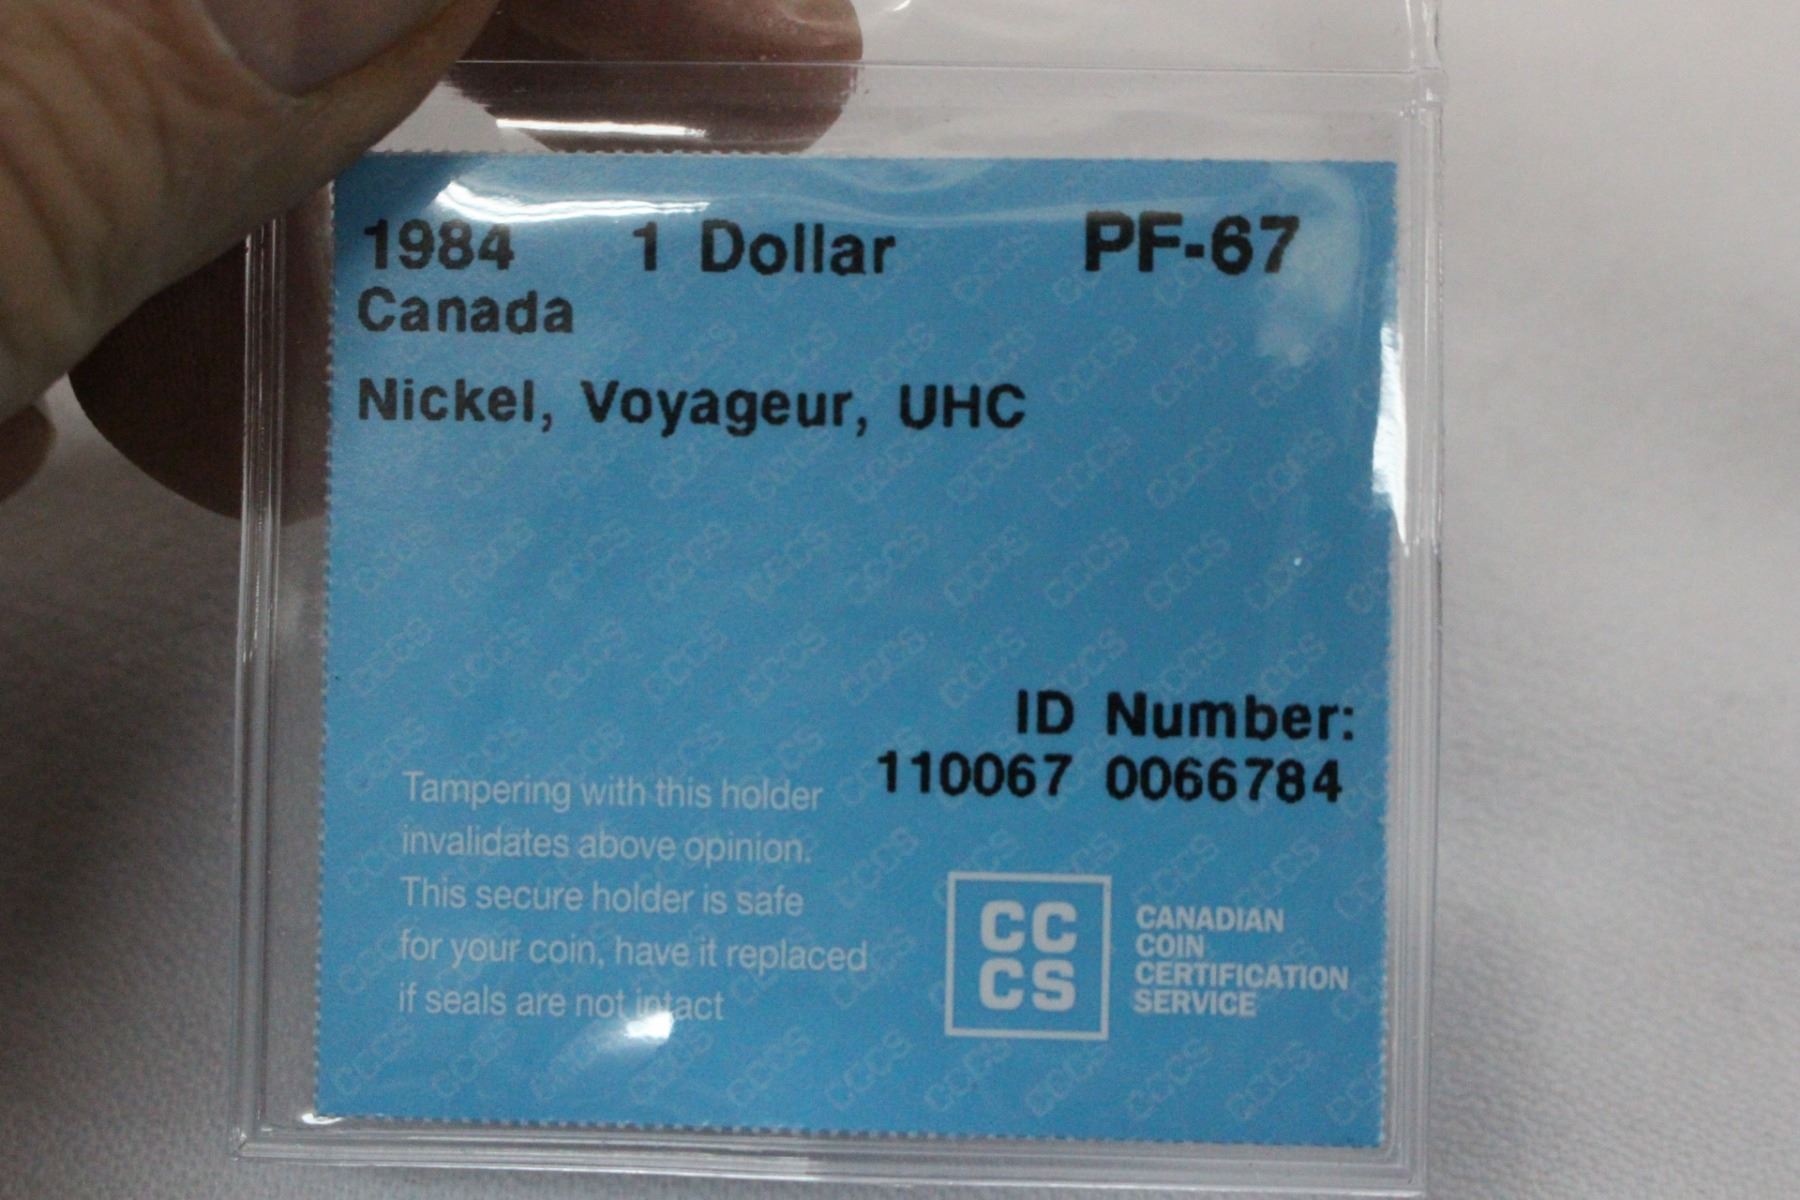 1984 1 Dollar PF-67
Canada
Nickel, Voyageur, UHC
ID Number:
110067 0066784
Tampering with this holder
invalidates above opinion.
This secure holder is safe
for your coin, have it replaced
if seals are not intact
CC
CS
CANADIAN
COIN
CERTIFICATION
SERVICE